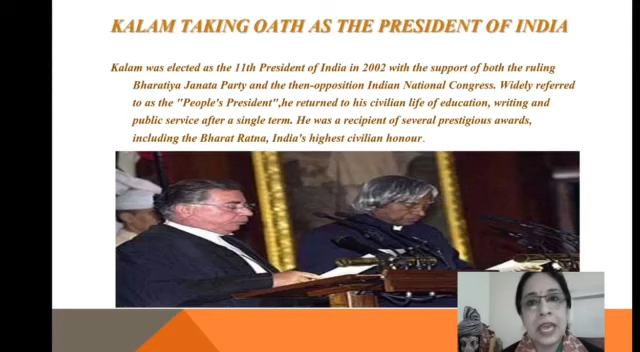 KALAM TAKING OATH AS THE PRESIDENT OF INDIA
Kalam was elected as the 11th President of India in 2002 with the support of both the ruling
Bharatiya Janata Party and the then-opposition Indian National Congress. Widely referred
to as the "People's President",he returned to his civilian life of education, writing and
public service after a single term. He was a recipient of several prestigious awards,
including the Bharat Ratna, India's highest civilian honour.